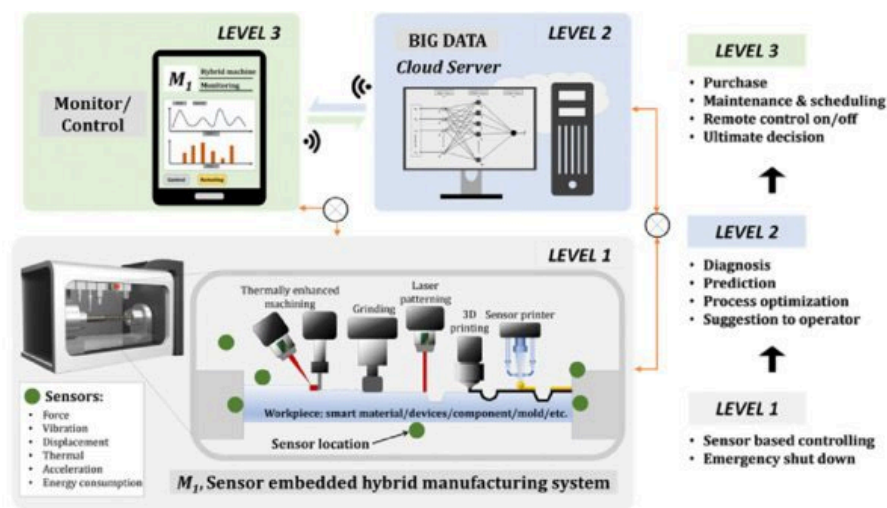 LEVEL 3
Monitor/
Control
M1
Hybrid machine
Monitoring
Control
LEVEL 2
BIG DATA
Cloud Server
LEVEL 1
Thermally enhanced
machining
Grinding
Laser
patterning
3D
printing
Sensor printer
Workpiece: smart material/devices/component/mold/etc.
Sensor location
Sensors:
• Force
• Vibration
• Displacement
• Thermal
• Acceleration
• Energy consumption
M1, Sensor embedded hybrid manufacturing system
LEVEL 3
• Purchase
• Maintenance & scheduling
• Remote control on/off
• Ultimate decision
LEVEL 2
• Diagnosis
• Prediction
• Process optimization
• Suggestion to operator
LEVEL 1
• Sensor based controlling
• Emergency shut down